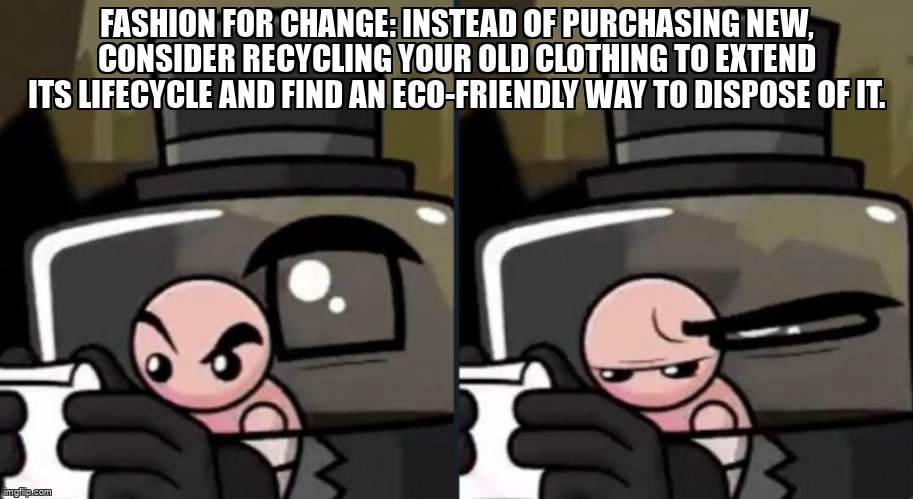 FASHION FOR CHANGE: INSTEAD OF PURCHASING NEW,
CONSIDER RECYCLING YOUR OLD CLOTHING TO EXTEND
ITS LIFECYCLE AND FIND AN ECO-FRIENDLY WAY TO DISPOSE OF IT.
imgflip.com